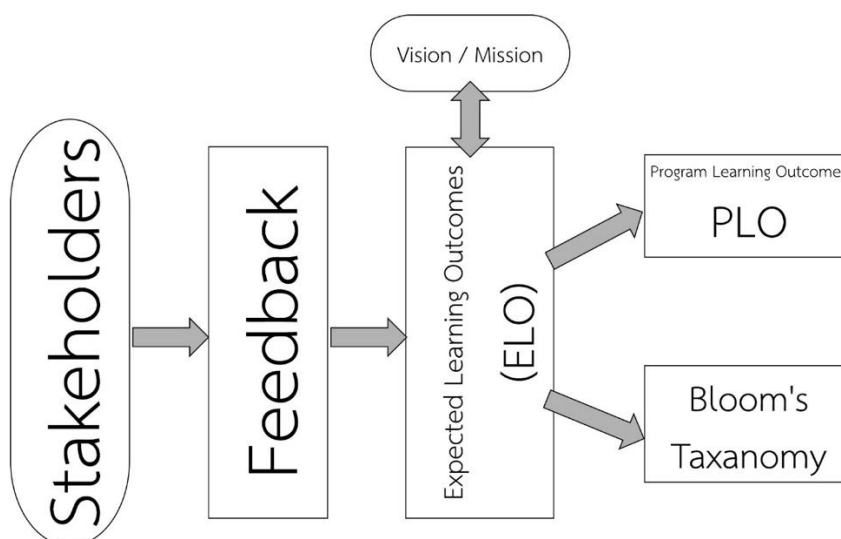 Vision / Mission
Stakeholders
Feedback
Expected Learning Outcomes
(ELO)
Program Learning Outcome
PLO
Bloom's
Taxanomy